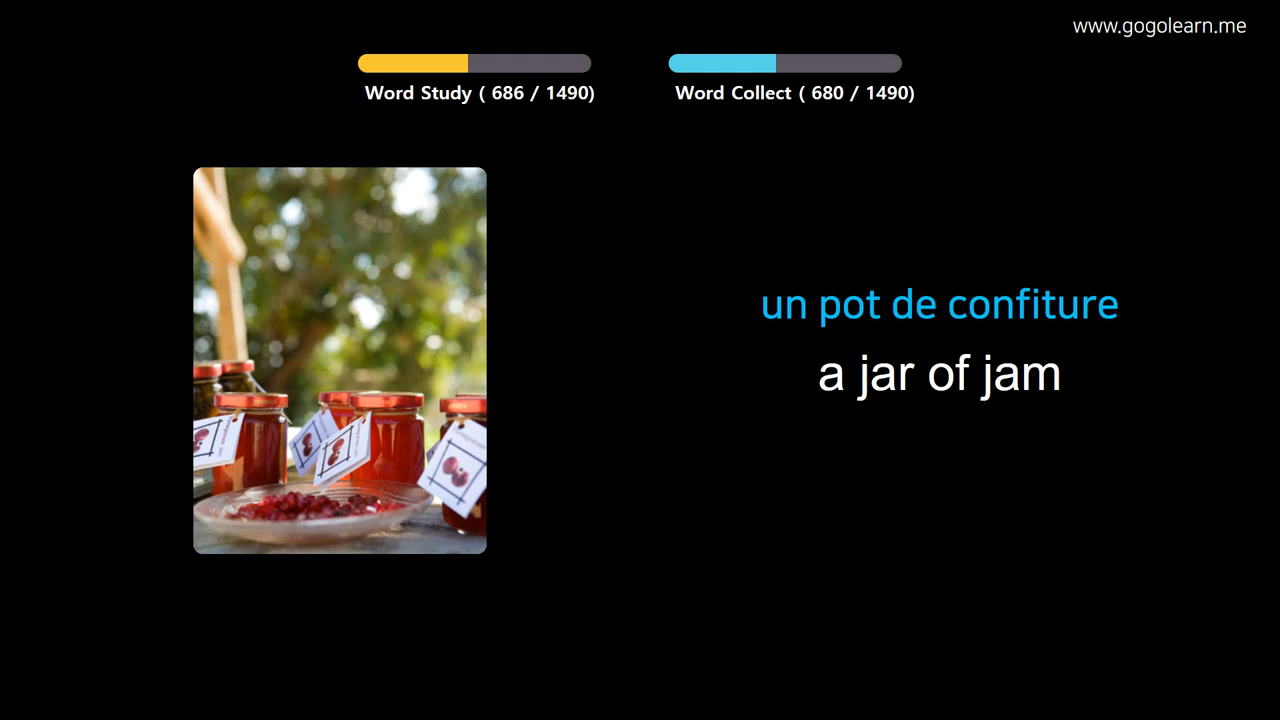 www.gogolearn.me
Word Study ( 686 / 1490)
Word Collect ( 680 / 1490)
un pot de confiture
a jar of jam